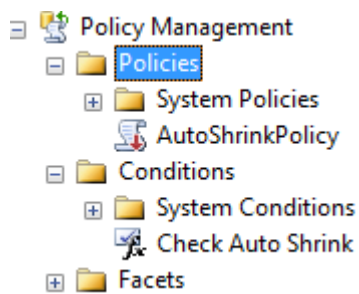 Policy Management
Policies
System Policies
AutoShrinkPolicy
Conditions
System Conditions
Check Auto Shrink
Facets